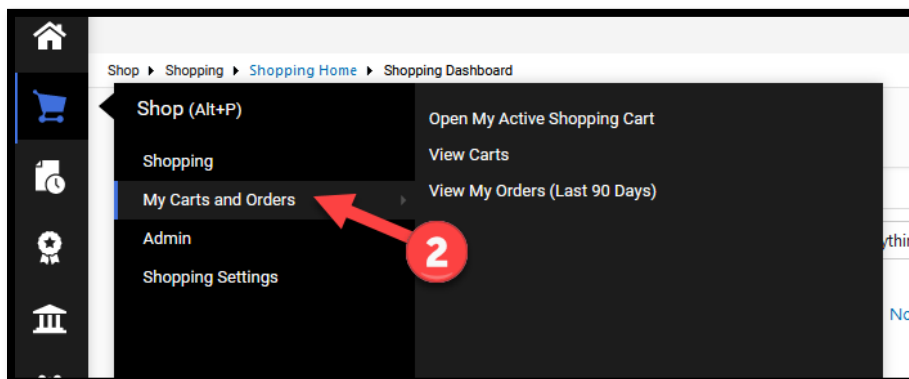 Shop Shopping Shopping Home Shopping Dashboard
Shop (Alt+P)
Shopping
My Carts and Orders
Admin
Shopping Settings
Open My Active Shopping Cart
View Carts
View My Orders (Last 90 Days)
2